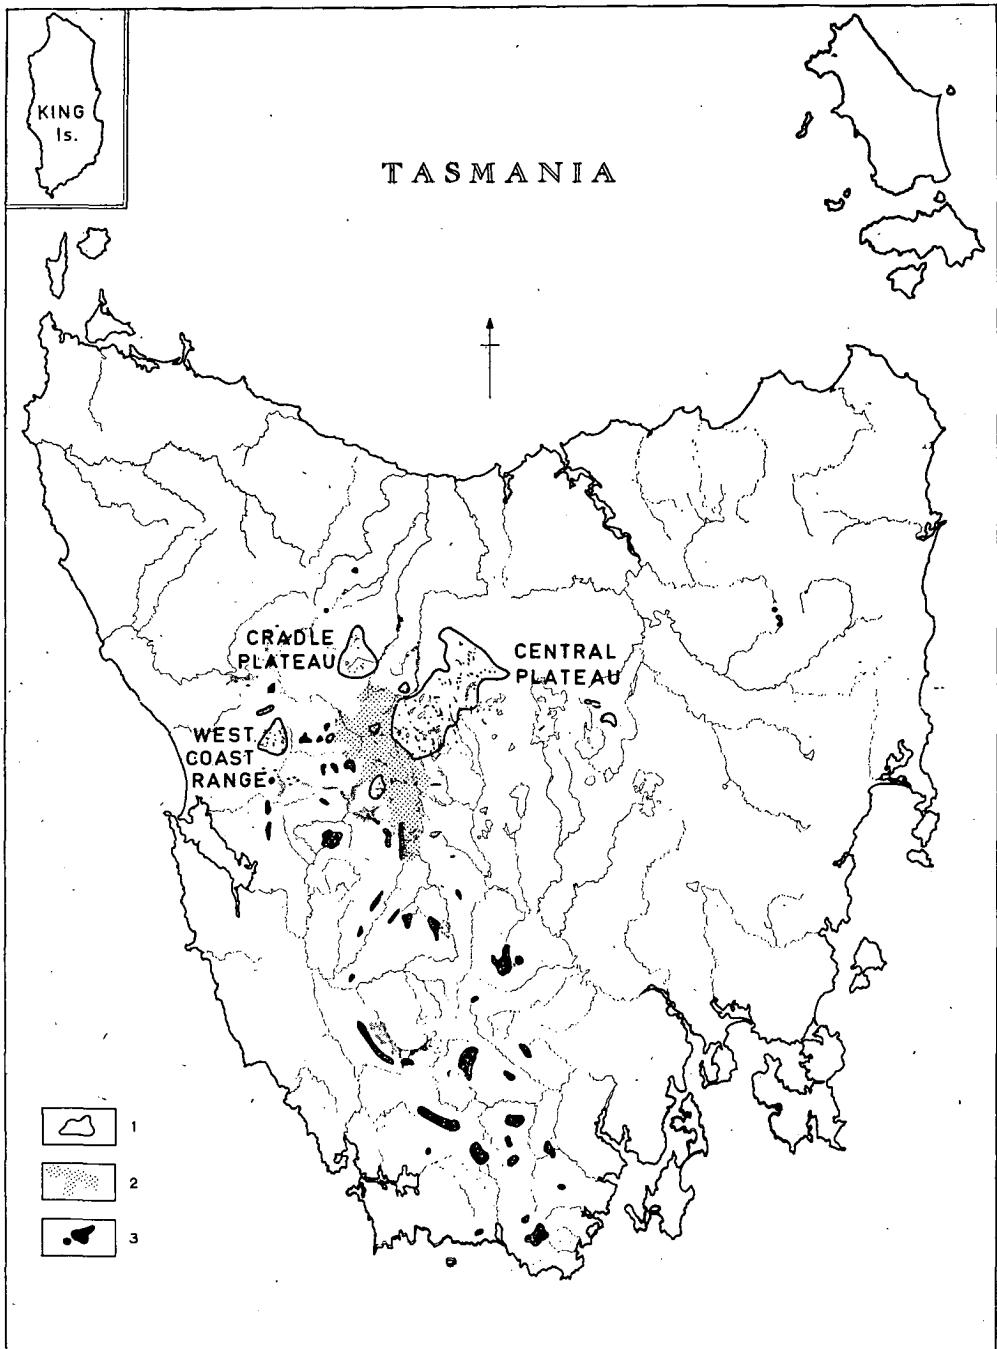 KING
Is.
TASMANIA
CRADLE
PLATEAU
CENTRAL
PLATEAU
WEST
COAST
RANGE
1
2
3